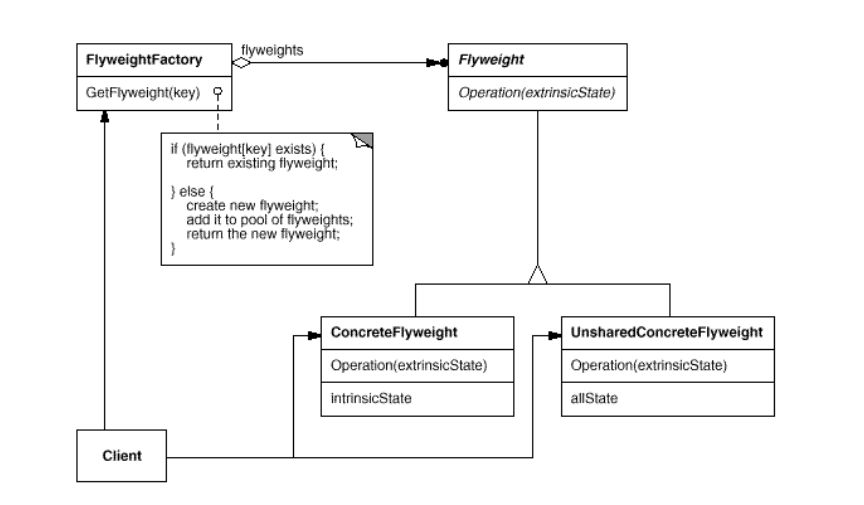 FlyweightFactory
GetFlyweight(key)
flyweights
Flyweight
Operation(extrinsicState)
if (flyweight[key] exists) {
return existing flyweight;
} else {
create new flyweight;
add it to pool of flyweights;
return the new flyweight;
}
ConcreteFlyweight
Operation(extrinsicState)
intrinsicState
UnsharedConcreteFlyweight
Operation(extrinsicState)
allState
Client